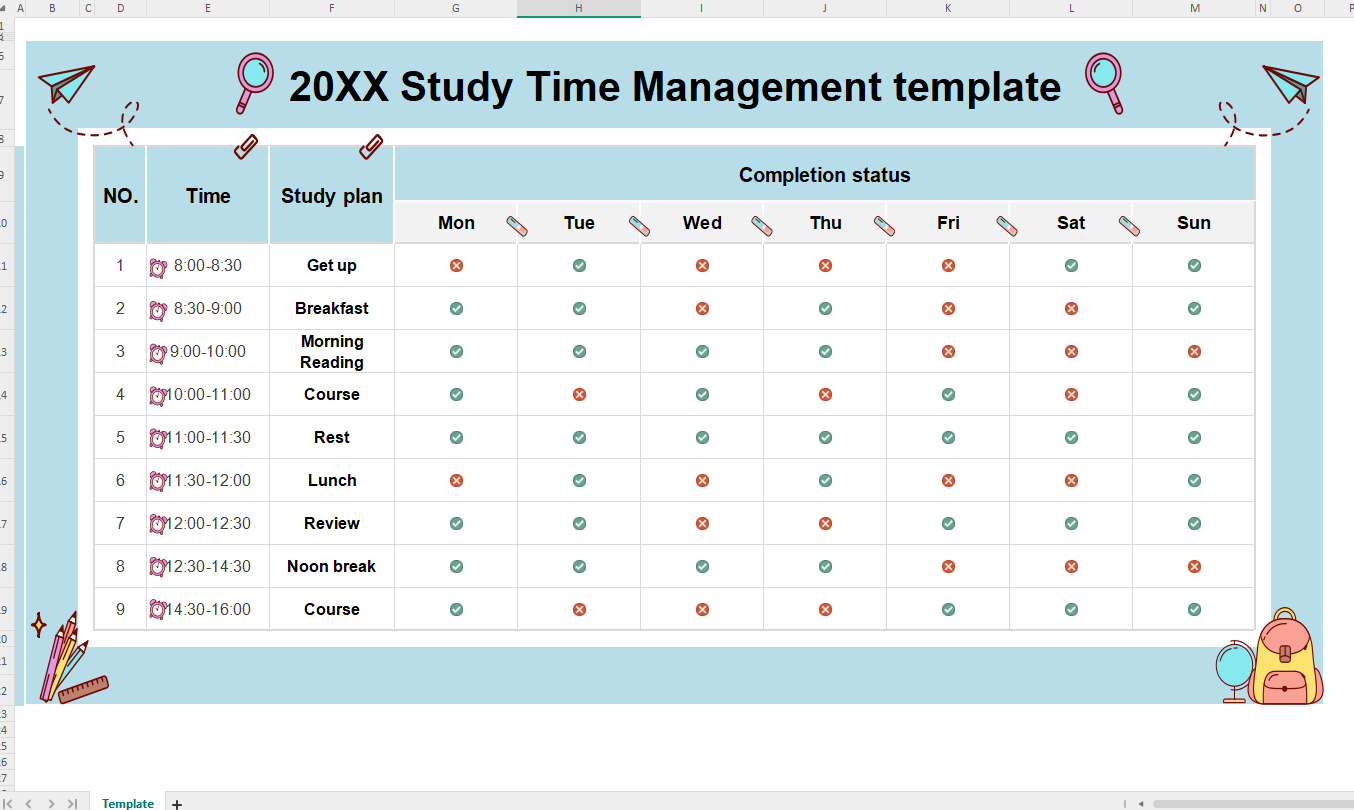 A B C D E F G H I J K L M N O P
20XX Study Time Management template
NO. Time Study plan Completion status
Mon Tue Wed Thu Fri Sat Sun
1 8:00-8:30 Get up
2 8:30-9:00 Breakfast
3 9:00-10:00 Morning
Reading
4 10:00-11:00 Course
5 11:00-11:30 Rest
6 11:30-12:00 Lunch
7 12:00-12:30 Review
8 12:30-14:30 Noon break
9 14:30-16:00 Course
Template +